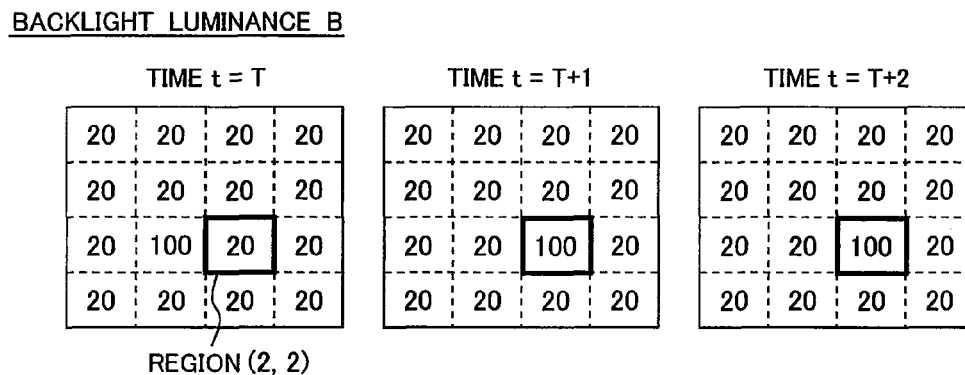 BACKLIGHT LUMINANCE B
TIME t = T TIME t = T+1 TIME t = T+2
20 20 20 20 20 20 20 20 20 20 20 20
20 20 20 20 20 20 20 20 20 20 20 20
20 100 20 20 20 20 100 20 20 20 100 20
20 20 20 20 20 20 20 20 20 20 20 20
REGION (2, 2)